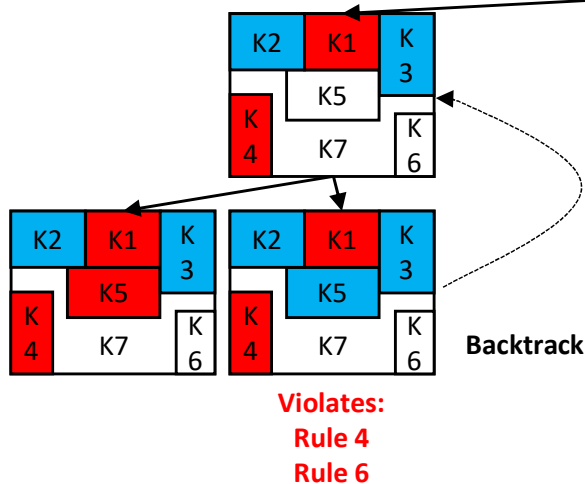 K2 K1 K
3
K5
K
4
K7
K
6
K2 K1 K
3
K5
K
4
K7
K
6
K2 K1 K
3
K5
K
4
K7
K
6
Backtrack
Violates:
Rule 4
Rule 6